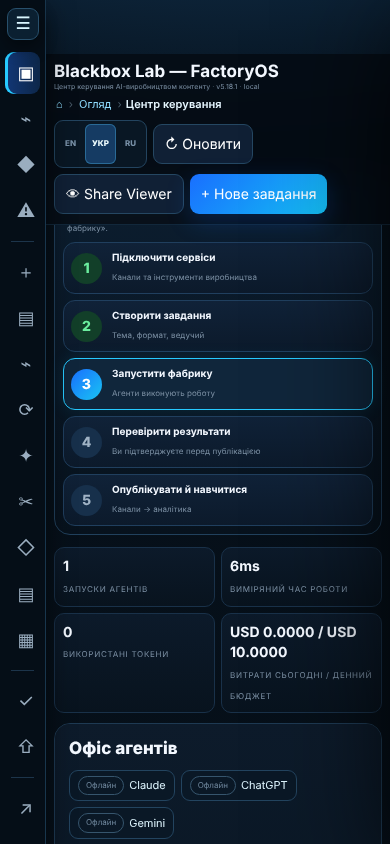 Blackbox Lab — FactoryOS
Центр керування AI-виробництвом контенту · v5.18.1 · local
Огляд › Центр керування
EN УКР RU Оновити
Share Viewer + Нове завдання
фабрику».
1 Підключити сервіси
Канали та інструменти виробництва
2 Створити завдання
Тема, формат, ведучий
3 Запустити фабрику
Агенти виконують роботу
4 Перевірити результати
Ви підтверджуєте перед публікацією
5 Опублікувати й навчитися
Канали → аналітика
1
ЗАПУСКИ АГЕНТІВ
6ms
ВИМІРЯНИЙ ЧАС РОБОТИ
0
ВИКОРИСТАНІ ТОКЕНИ
USD 0.0000 / USD
10.0000
ВИТРАТИ СЬОГОДНІ / ДЕННИЙ
БЮДЖЕТ
Офіс агентів
Офлайн Claude Офлайн ChatGPT
Офлайн Gemini